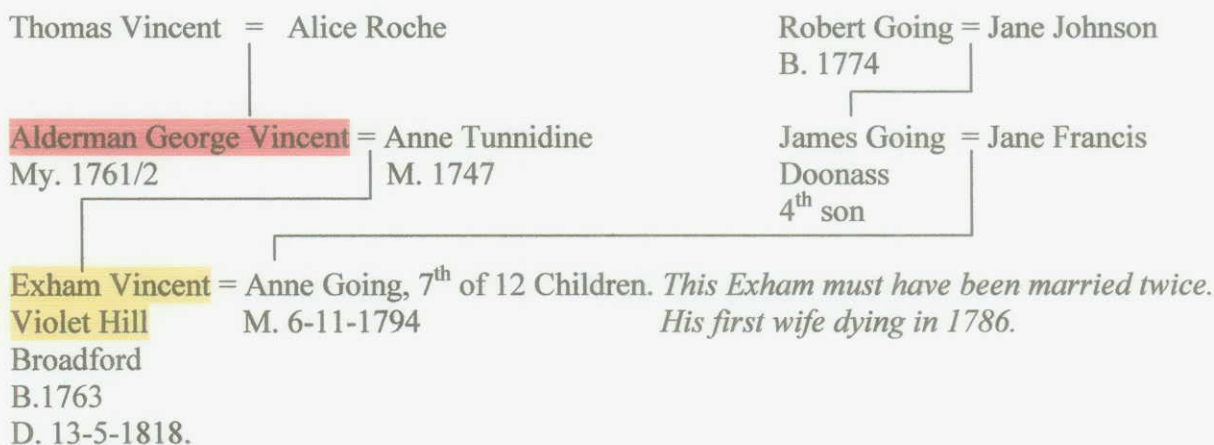 Thomas Vincent = Alice Roche
Robert Going = Jane Johnson
B. 1774
Alderman George Vincent = Anne Tunnidine
My. 1761/2
M. 1747
James Going = Jane Francis
Doonass
4th son
Exham Vincent = Anne Going, 7th of 12 Children. This Exham must have been married twice.
Violet Hill
M. 6-11-1794
His first wife dying in 1786.
Broadford
B.1763
D. 13-5-1818.